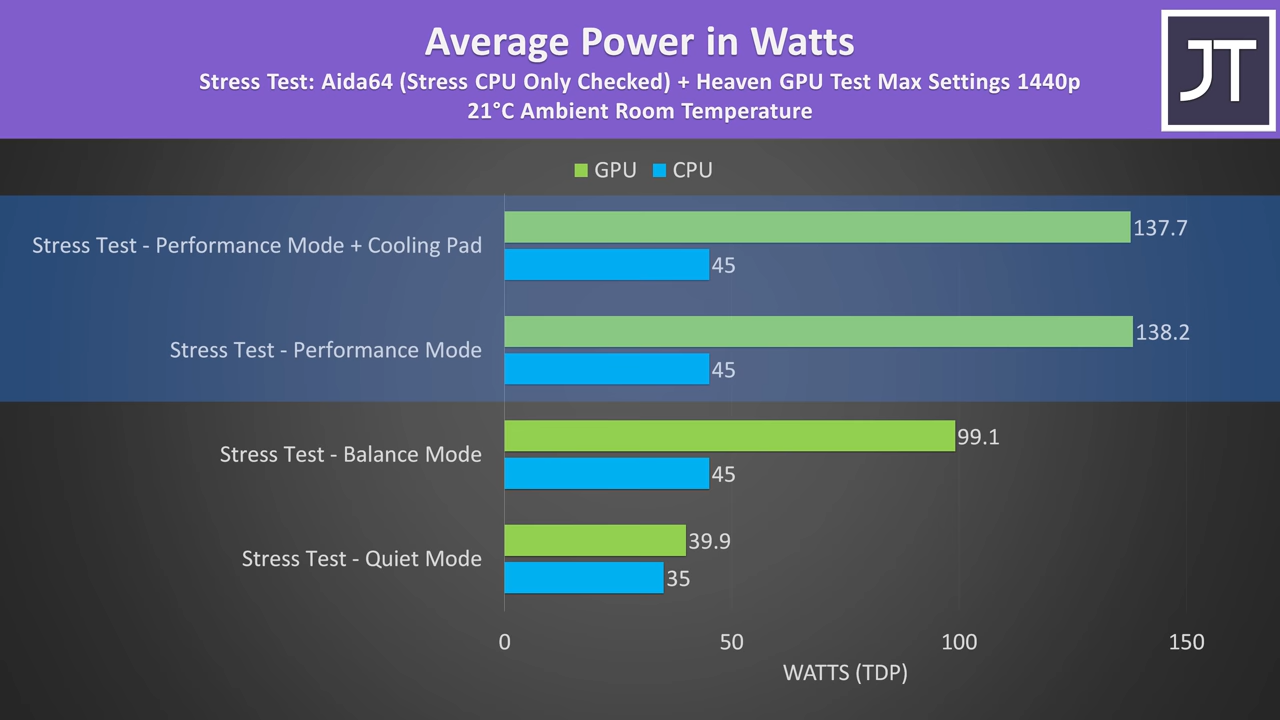 Average Power in Watts
Stress Test: Aida64 (Stress CPU Only Checked) + Heaven GPU Test Max Settings 1440p
21°C Ambient Room Temperature
JT
GPU CPU
Stress Test - Performance Mode + Cooling Pad
137.7
45
Stress Test - Performance Mode
138.2
45
Stress Test - Balance Mode
99.1
45
Stress Test - Quiet Mode
39.9
35
0 50 100 150
WATTS (TDP)